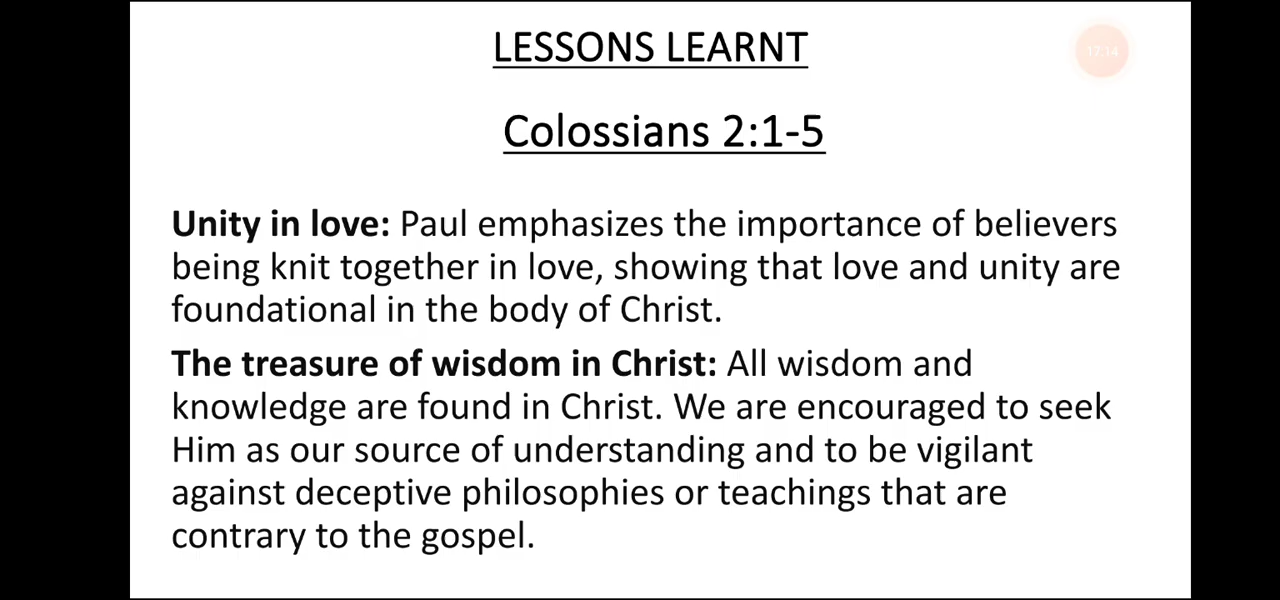 LESSONS LEARNT
17:14
Colossians 2:1-5
Unity in love: Paul emphasizes the importance of believers
being knit together in love, showing that love and unity are
foundational in the body of Christ.
The treasure of wisdom in Christ: All wisdom and
knowledge are found in Christ. We are encouraged to seek
Him as our source of understanding and to be vigilant
against deceptive philosophies or teachings that are
contrary to the gospel.